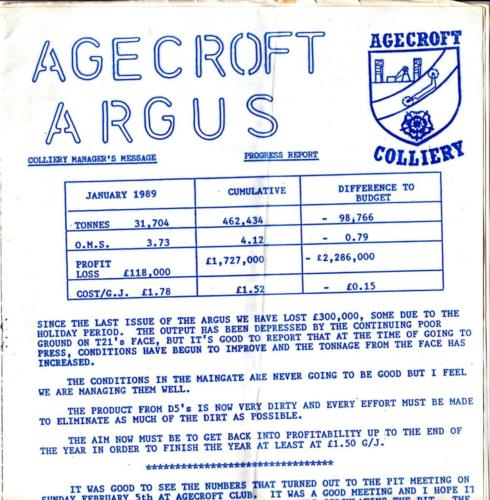 AGECROFT
ARGUS
AGECROFT
COLLIERY
COLLIERY MANAGER'S MESSAGE PROGRESS REPORT
JANUARY 1989 CUMULATIVE DIFFERENCE TO BUDGET
TONNES 31,704 462,434 - 98,766
O.M.S. 3.73 4.12 - 0.79
PROFIT
LOSS £118,000 £1,727,000 - £2,286,000
COST/G.J. £1.78 £1.52 - £0.15
SINCE THE LAST ISSUE OF THE ARGUS WE HAVE LOST £300,000, SOME DUE TO THE
HOLIDAY PERIOD. THE OUTPUT HAS BEEN DEPRESSED BY THE CONTINUING POOR
GROUND ON T21's FACE, BUT IT'S GOOD TO REPORT THAT AT THE TIME OF GOING TO
PRESS, CONDITIONS HAVE BEGUN TO IMPROVE AND THE TONNAGE FROM THE FACE HAS
INCREASED.
THE CONDITIONS IN THE MAINGATE ARE NEVER GOING TO BE GOOD BUT I FEEL
WE ARE MANAGING THEM WELL.
THE PRODUCT FROM D5's IS NOW VERY DIRTY AND EVERY EFFORT MUST BE MADE
TO ELIMINATE AS MUCH OF THE DIRT AS POSSIBLE.
THE AIM NOW MUST BE TO GET BACK INTO PROFITABILITY UP TO THE END OF
THE YEAR IN ORDER TO FINISH THE YEAR AT LEAST AT £1.50 G/J.
*********************************
IT WAS GOOD TO SEE THE NUMBERS THAT TURNED OUT TO THE PIT MEETING ON
SUNDAY FEBRUARY 5th AT AGECROFT CLUB. IT WAS A GOOD MEETING AND I HOPE IT